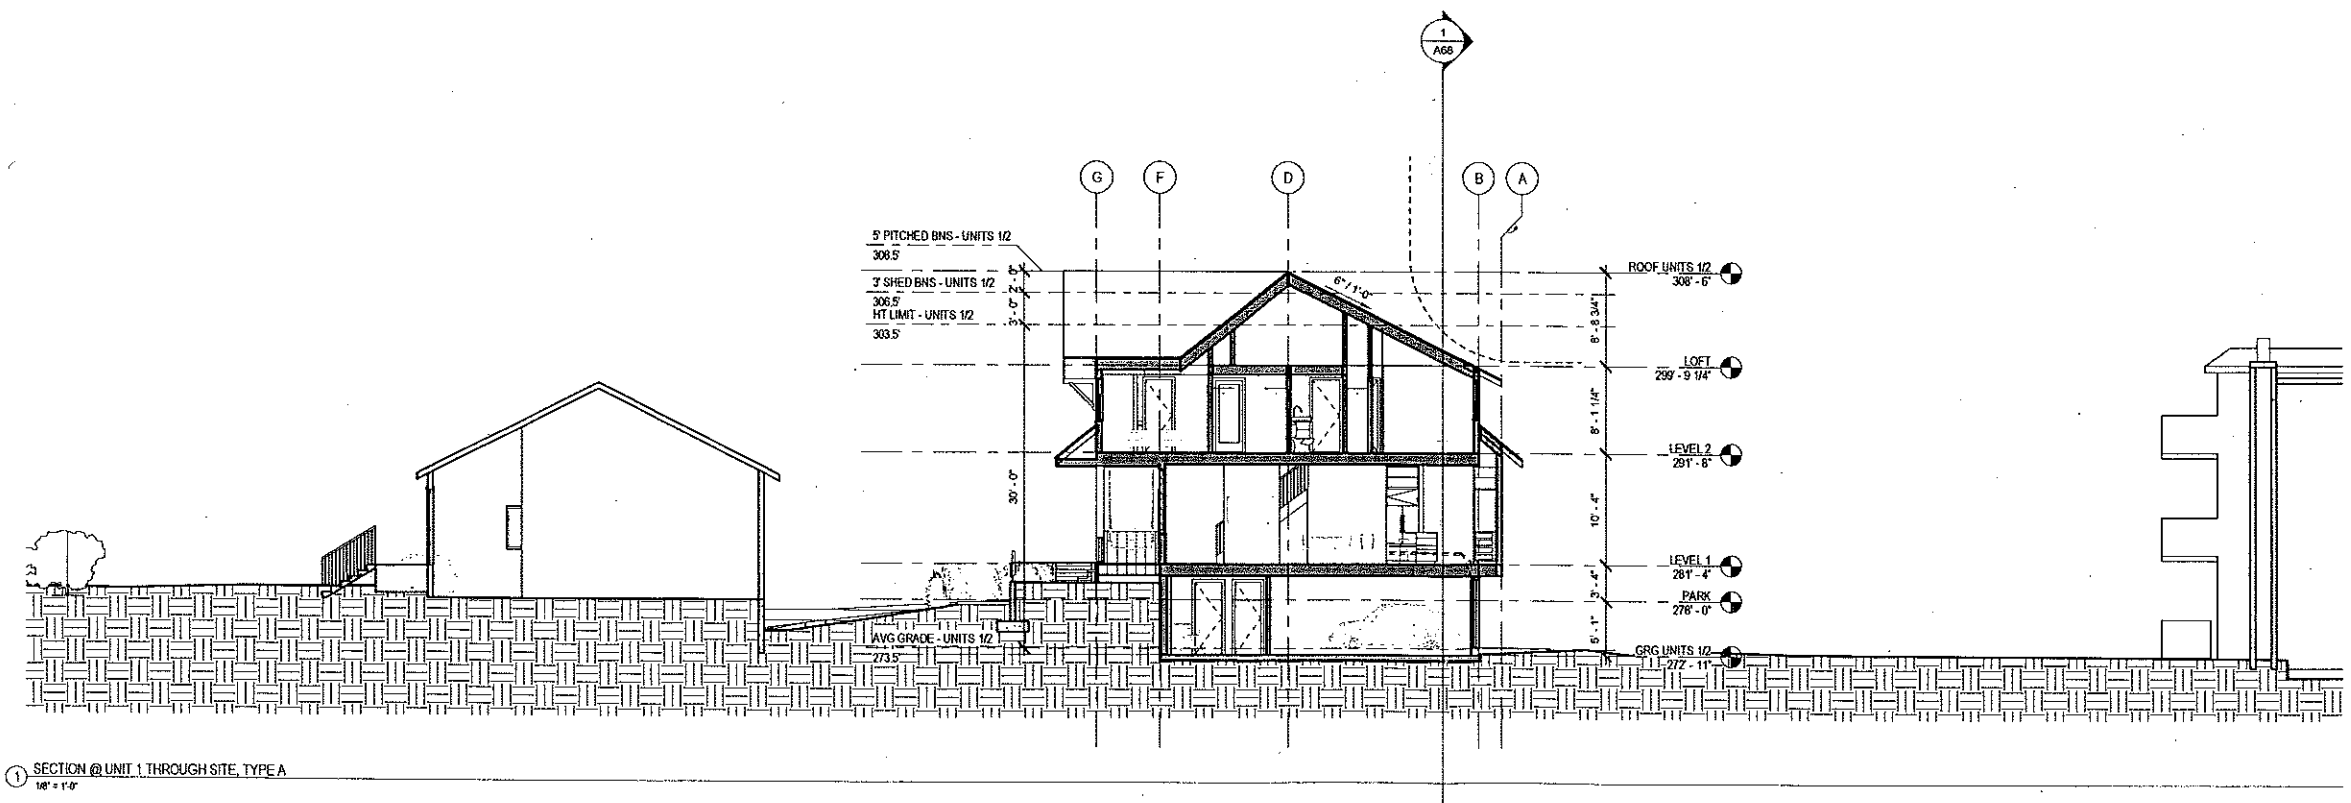 1
A68
G
F
D
B
A
5' PITCHED BNS - UNITS 1/2
308.5'
3' SHED BNS - UNITS 1/2
306.5'
HT LIMIT - UNITS 1/2
303.5'
2' - 0"
3' - 0"
30' - 0"
6" / 1'-0"
ROOF UNITS 1/2
308' - 6"
8' - 8 3/4"
LOFT
299' - 9 1/4"
8' - 1 1/4"
LEVEL 2
291' - 8"
10' - 4"
LEVEL 1
281' - 4"
3' - 4"
PARK
278' - 0"
5' - 1"
GRG UNITS 1/2
272' - 11"
AVG GRADE - UNITS 1/2
273.5'
1 SECTION @ UNIT 1 THROUGH SITE, TYPE A
1/8" = 1'-0"